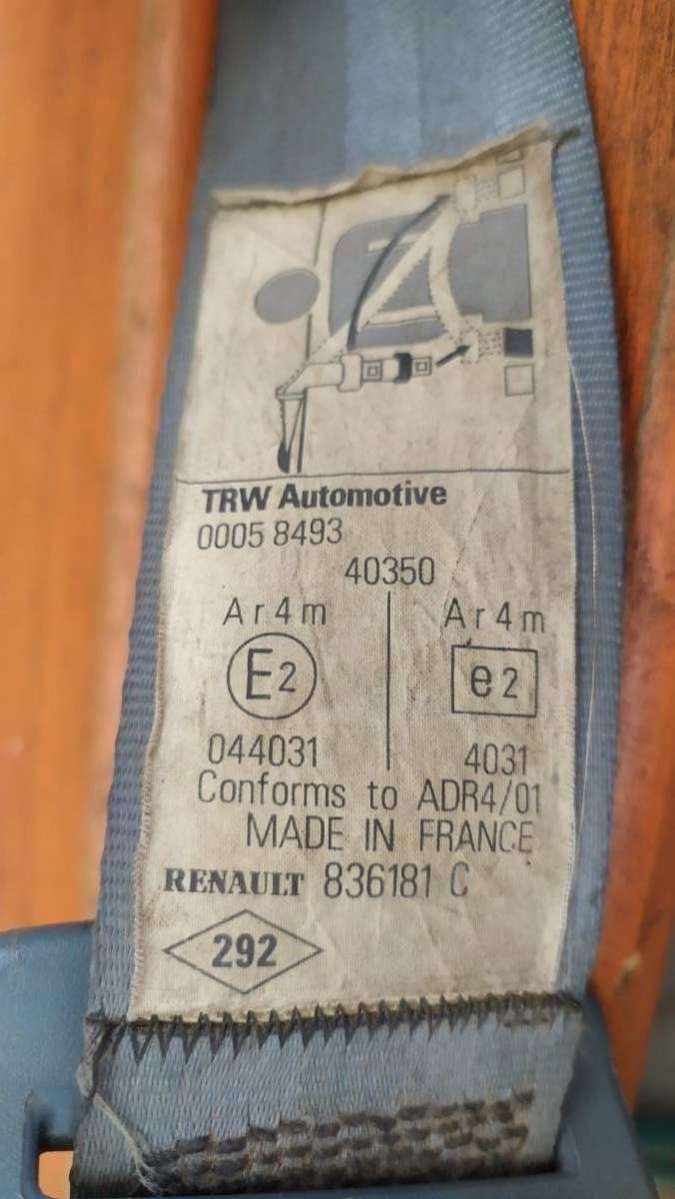 TRW Automotive
0005 8493
40350
Ar4m Ar4m
E2 e2
044031 4031
Conforms to ADR4/01
MADE IN FRANCE
RENAULT 836181 C
292